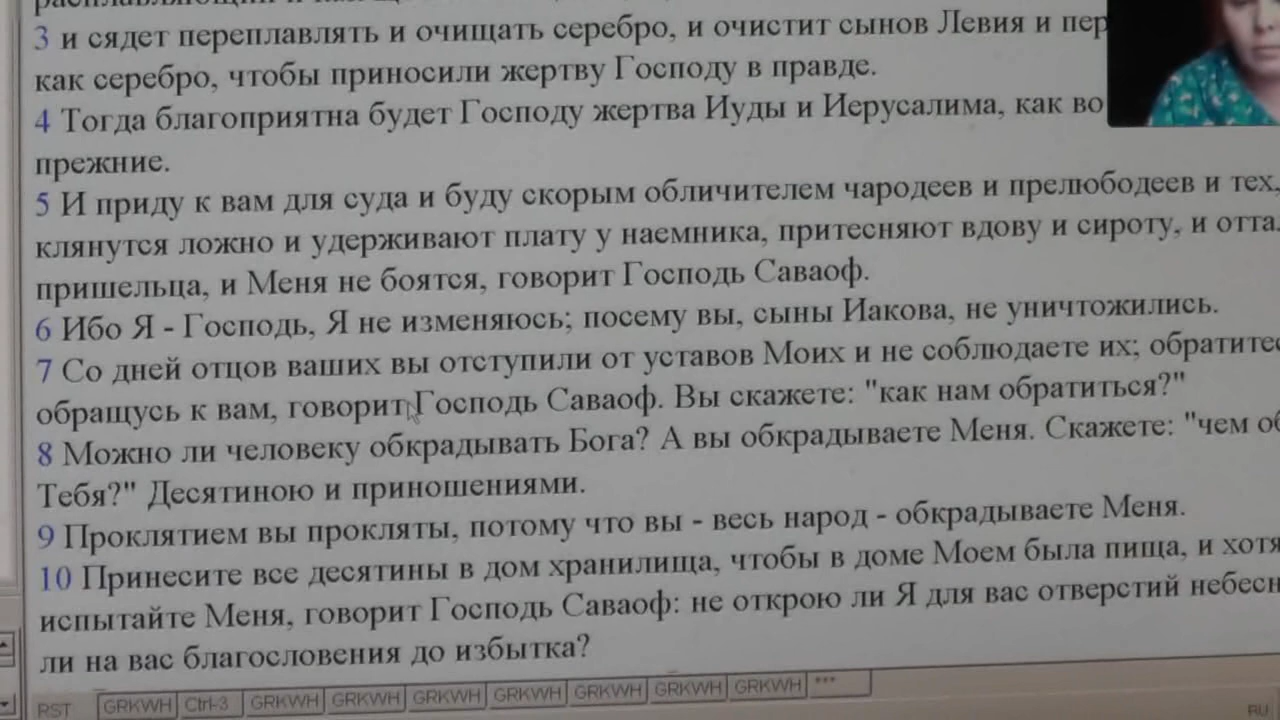 3 и сядет переплавлять и очищать серебро, и очистит сынов Левия и
как серебро, чтобы приносили жертву Господу в правде.
4 Тогда благоприятна будет Господу жертва Иуды и Иерусалима, как во
прежние.
5 И приду к вам для суда и буду скорым обличителем чародеев и прелюбодеев и тех,
клянутся ложно и удерживают плату у наемника, притесняют вдову и сироту, и
пришельца, и Меня не боятся, говорит Господь Саваоф.
6 Ибо Я - Господь, Я не изменяюсь; посему вы, сыны Иакова, не уничтожились.
7 Со дней отцов ваших вы отступили от уставов Моих и не соблюдаете их;
обращусь к вам, говорит Господь Саваоф. Вы скажете: "как нам обратиться?"
8 Можно ли человеку обкрадывать Бога? А вы обкрадываете Меня. Скажете: "чем
Тебя?" Десятиною и приношениями.
9 Проклятием вы прокляты, потому что вы - весь народ - обкрадываете Меня.
10 Принесите все десятины в дом хранилища, чтобы в доме Моем была пища, и хотя
испытайте Меня, говорит Господь Саваоф: не открою ли Я для вас отверстий
ли на вас благословения до избытка?
RST GRKWH Ctrl-3 GRKWH GRKWH GRKWH GRKWH GRKWH GRKWH GRKWH *** RU